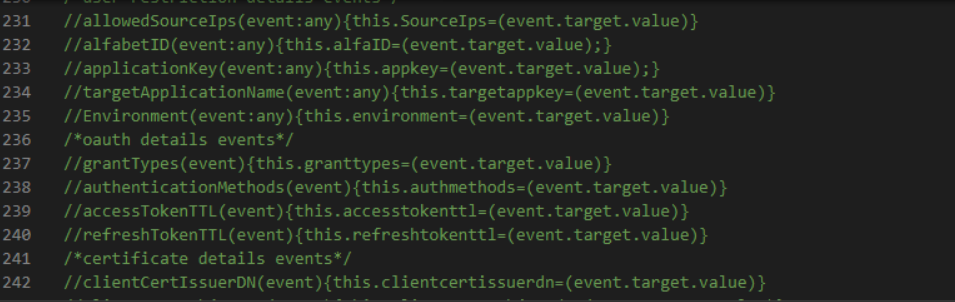 231 //allowedSourceIps(event:any){this.SourceIps=(event.target.value)}
232 //alfabetID(event:any){this.alfaID=(event.target.value);}
233 //applicationKey(event:any){this.appkey=(event.target.value);}
234 //targetApplicationName(event:any){this.targetappkey=(event.target.value)}
235 //Environment(event:any){this.environment=(event.target.value)}
236 /*oauth details events*/
237 //grantTypes(event){this.granttypes=(event.target.value)}
238 //authenticationMethods(event){this.authmethods=(event.target.value)}
239 //accessTokenTTL(event){this.accesstokenttl=(event.target.value)}
240 //refreshTokenTTL(event){this.refreshtokenttl=(event.target.value)}
241 /*certificate details events*/
242 //clientCertIssuerDN(event){this.clientcertissuerdn=(event.target.value)}